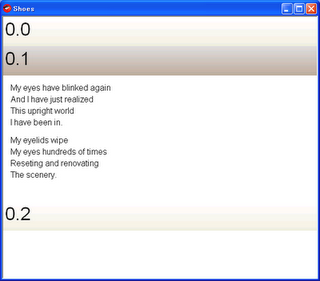 Shoes
0.0
0.1
My eyes have blinked again
And I have just realized
This upright world
I have been in.
My eyelids wipe
My eyes hundreds of times
Reseting and renovating
The scenery.
0.2